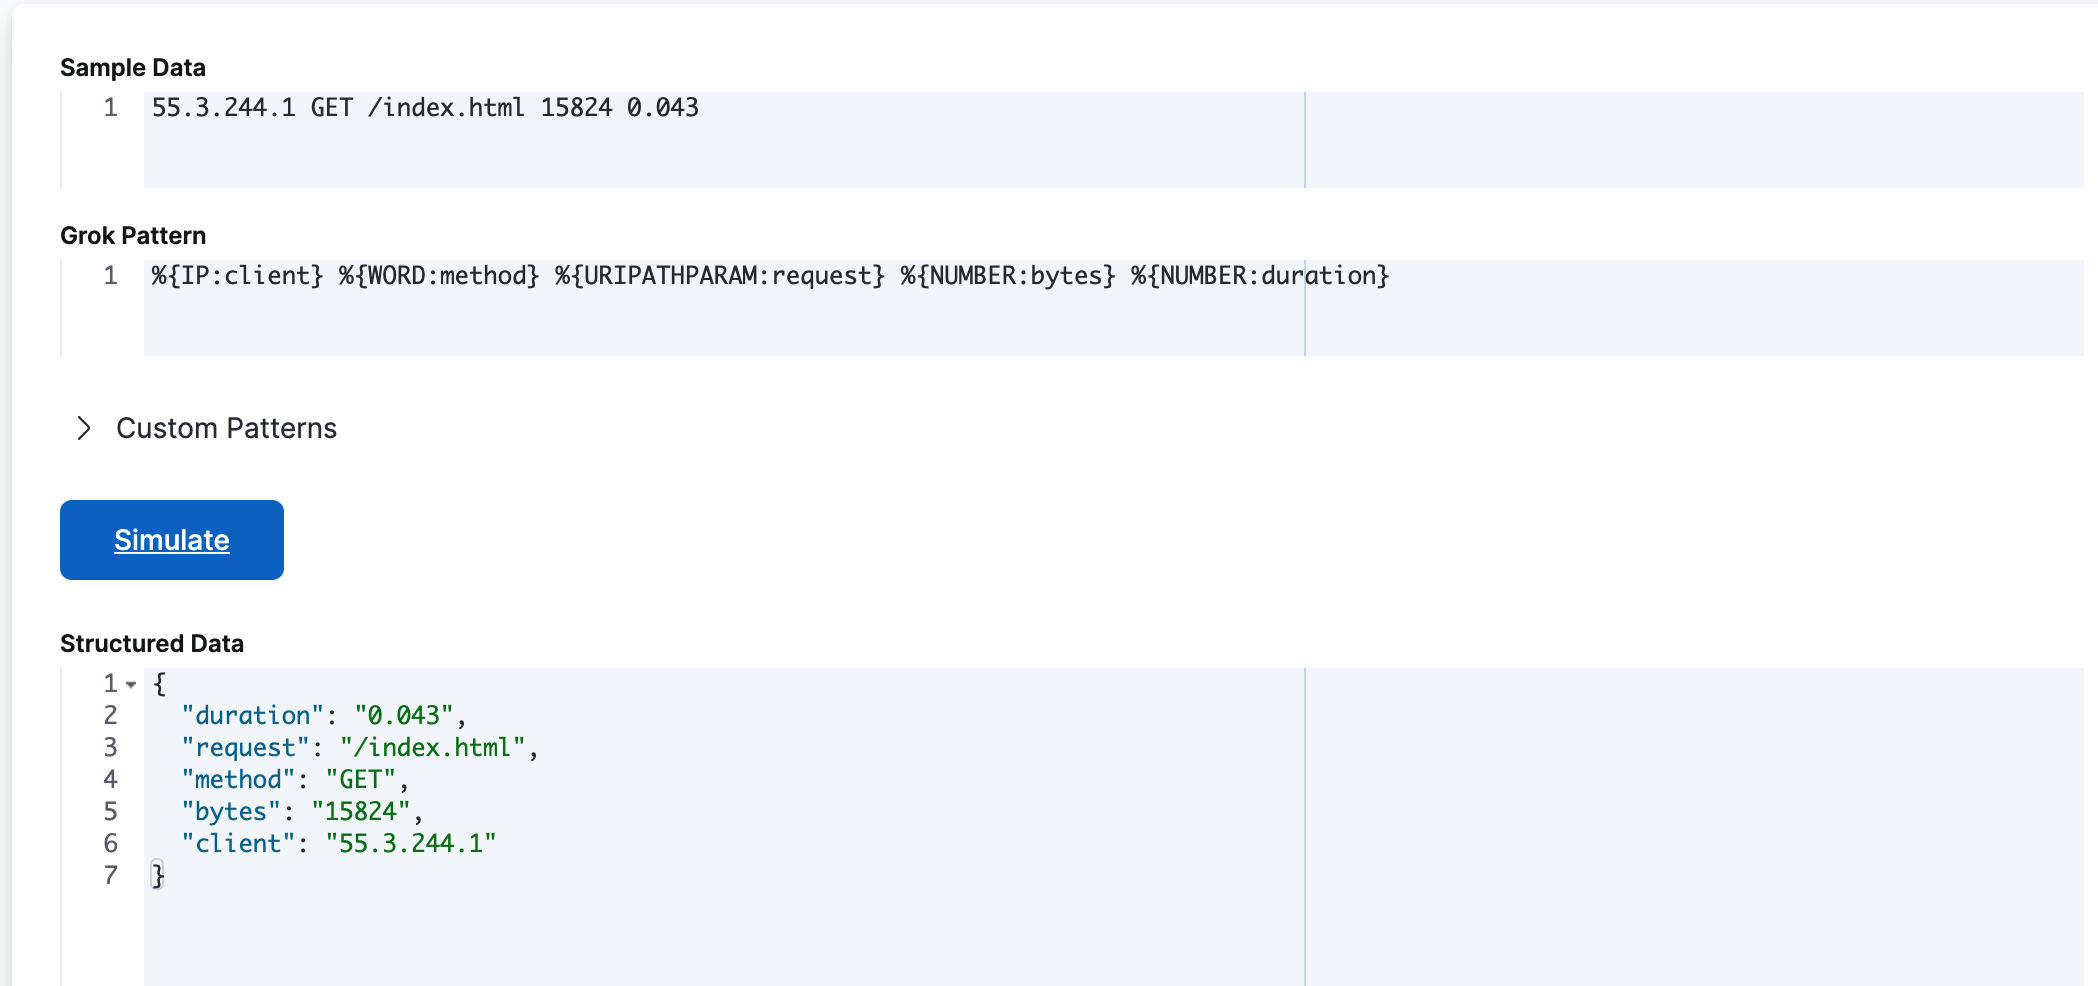 Sample Data
1 55.3.244.1 GET /index.html 15824 0.043
Grok Pattern
1 %{IP:client} %{WORD:method} %{URIPATHPARAM:request} %{NUMBER:bytes} %{NUMBER:duration}
Custom Patterns
Simulate
Structured Data
1 {
2 "duration": "0.043",
3 "request": "/index.html",
4 "method": "GET",
5 "bytes": "15824",
6 "client": "55.3.244.1"
7 }